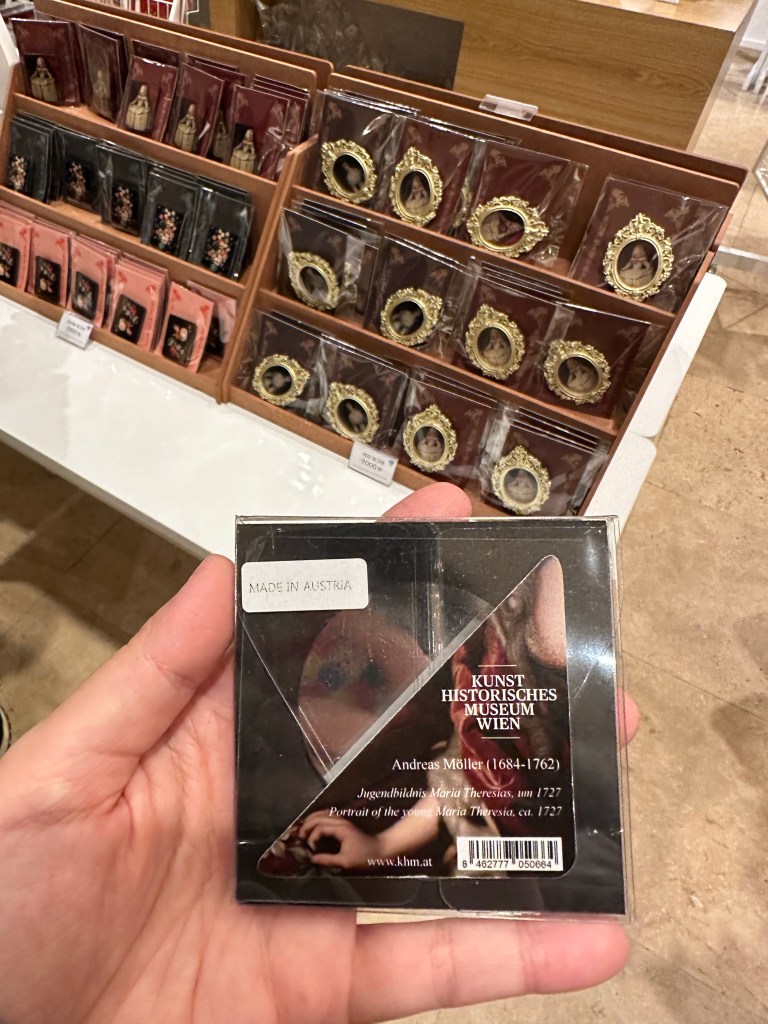 MADE IN AUSTRIA
KUNST
HISTORISCHES
MUSEUM
WIEN
Andreas Möller (1684-1762)
Jugendbildnis Maria Theresias, um 1727
Portrait of the young Maria Theresia, ca. 1727
www.khm.at
8 462777 050664